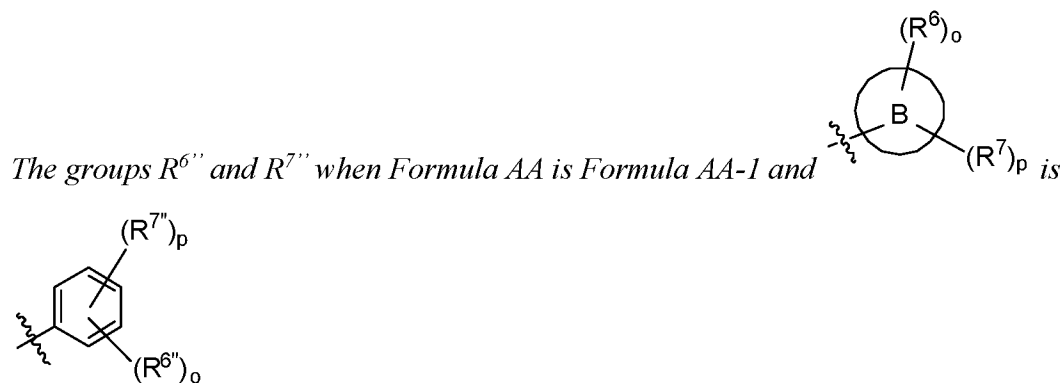 (R⁶)ₒ
B
The groups R⁶'' and R⁷'' when Formula AA is Formula AA-1 and (R⁷)ₚ is
(R⁷")ₚ
(R⁶")ₒ